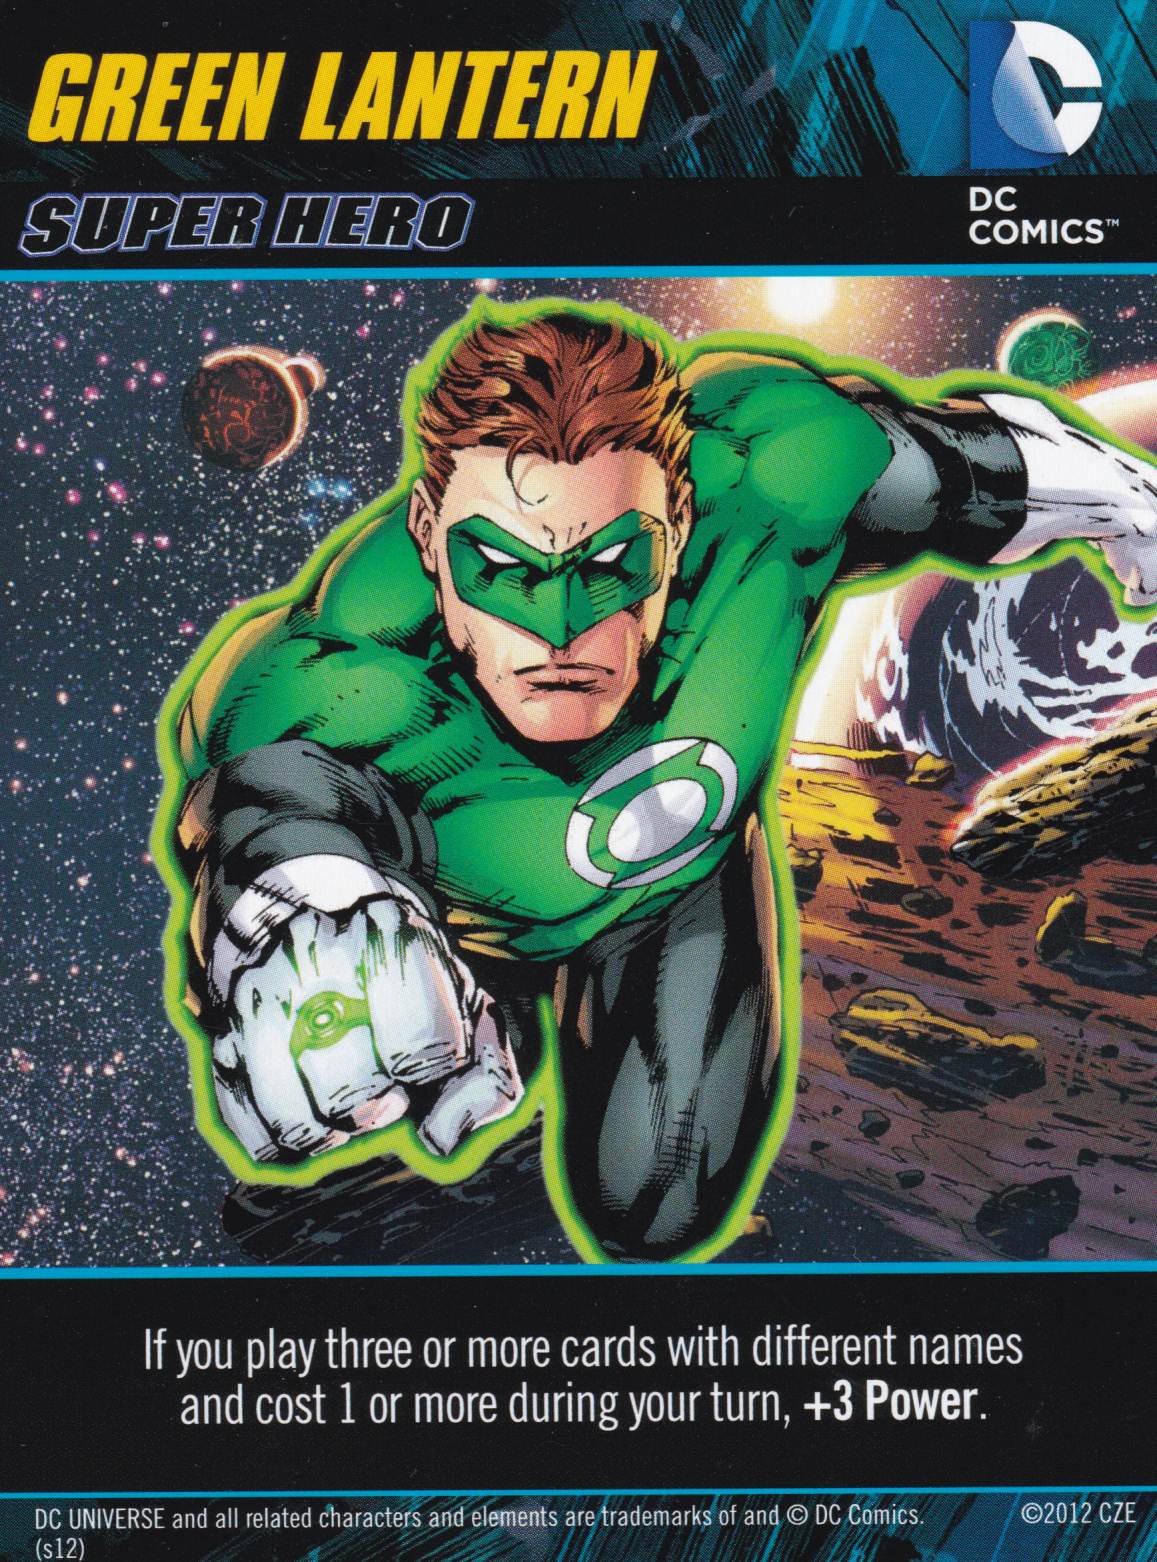 GREEN LANTERN
SUPER HERO
DC
COMICS™
If you play three or more cards with different names
and cost 1 or more during your turn, +3 Power.
DC UNIVERSE and all related characters and elements are trademarks of and © DC Comics.
(s12)
©2012 CZE